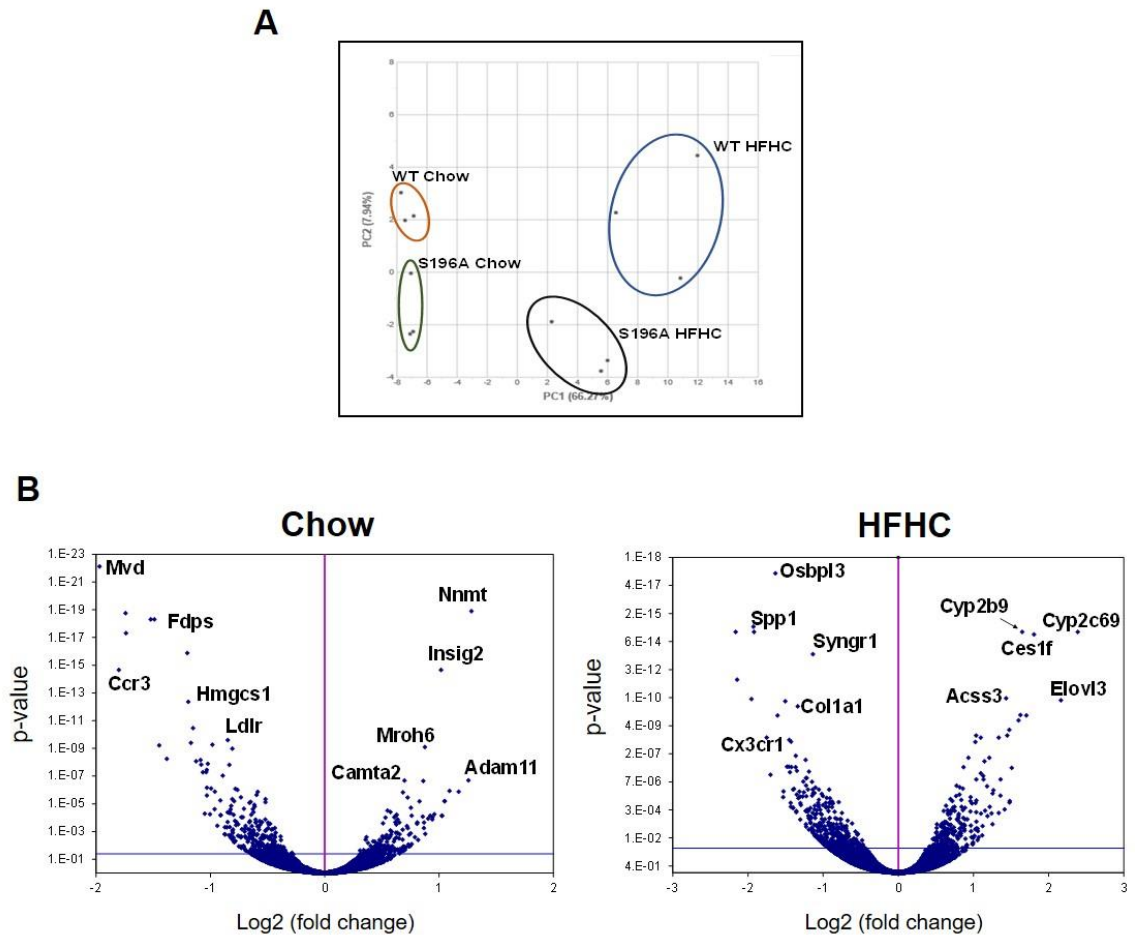 A
8
6
4
2
0
-2
-4
PC2 (7.94%)
WT HFHC
WT Chow
S196A Chow
S196A HFHC
-8 -6 -4 -2 0 2 4 6 8 10 12 14 16
PC1 (66.27%)
B
Chow
1.E-23
1.E-21
1.E-19
1.E-17
1.E-15
1.E-13
1.E-11
1.E-09
1.E-07
1.E-05
1.E-03
1.E-01
p-value
Mvd
Nnmt
Fdps
Insig2
Ccr3
Hmgcs1
Ldlr
Mroh6
Camta2
Adam11
-2 -1 0 1 2
Log2 (fold change)
HFHC
1.E-18
4.E-17
2.E-15
6.E-14
3.E-12
1.E-10
4.E-09
2.E-07
7.E-06
3.E-04
1.E-02
4.E-01
p-value
Osbpl3
Cyp2b9
Spp1
Cyp2c69
Syngr1
Ces1f
Elovl3
Acss3
Col1a1
Cx3cr1
-3 -2 -1 0 1 2 3
Log2 (fold change)